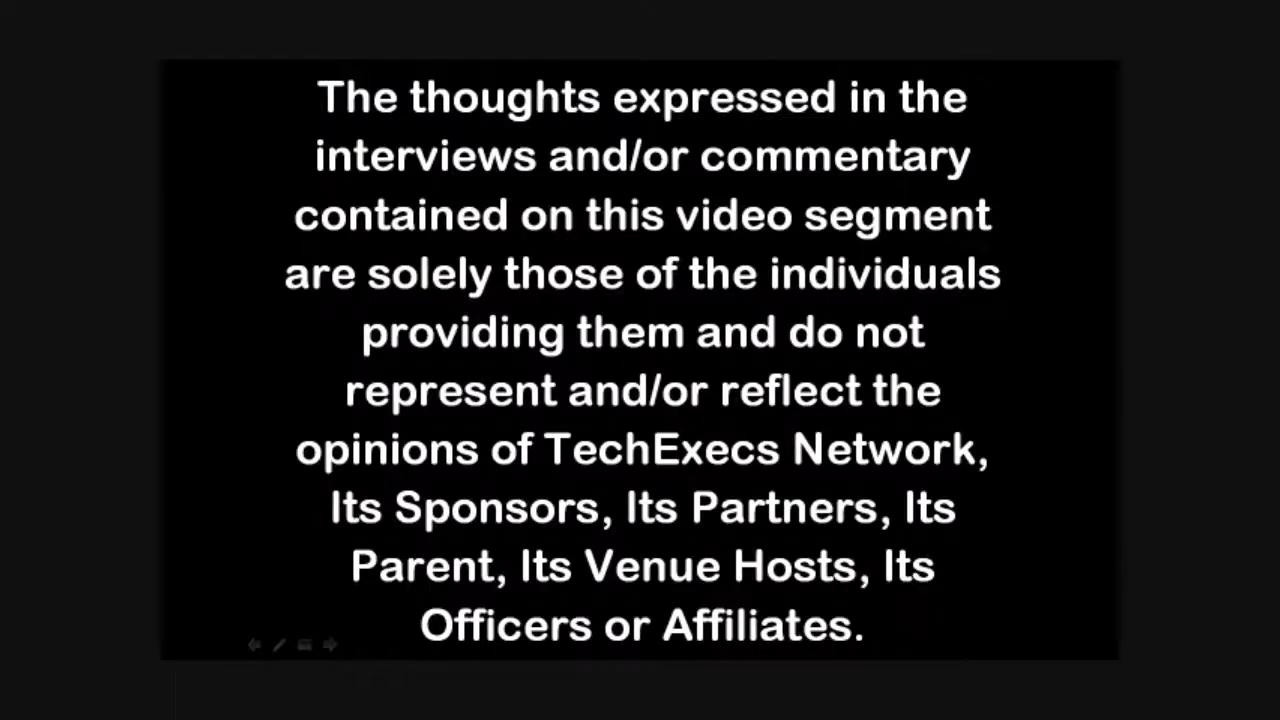 The thoughts expressed in the
interviews and/or commentary
contained on this video segment
are solely those of the individuals
providing them and do not
represent and/or reflect the
opinions of TechExecs Network,
Its Sponsors, Its Partners, Its
Parent, Its Venue Hosts, Its
Officers or Affiliates.